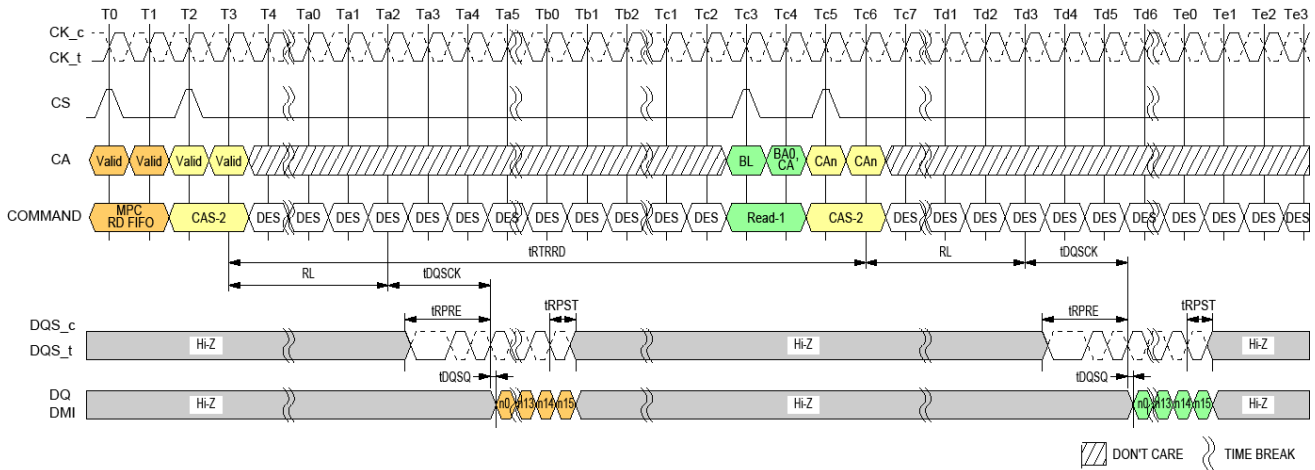 T0 T1 T2 T3 T4 Ta0 Ta1 Ta2 Ta3 Ta4 Ta5 Tb0 Tb1 Tb2 Tc1 Tc2 Tc3 Tc4 Tc5 Tc6 Tc7 Td1 Td2 Td3 Td4 Td5 Td6 Te0 Te1 Te2 Te3
CK_c
CK_t
CS
CA Valid Valid Valid Valid BL BA0, CA CAn CAn
COMMAND MPC RD FIFO CAS-2 DES DES DES DES DES DES DES DES DES DES DES DES Read-1 CAS-2 DES DES DES DES DES DES DES DES DES DES DES
tRTRRD
RL tDQSCK RL tDQSCK
tRPRE tRPST tRPRE tRPST
DQS_c
DQS_t
Hi-Z Hi-Z Hi-Z
tDQSQ tDQSQ
DQ
DMI
Hi-Z n0 n13 n14 n15 Hi-Z n0 n13 n14 n15 Hi-Z
DON'T CARE TIME BREAK